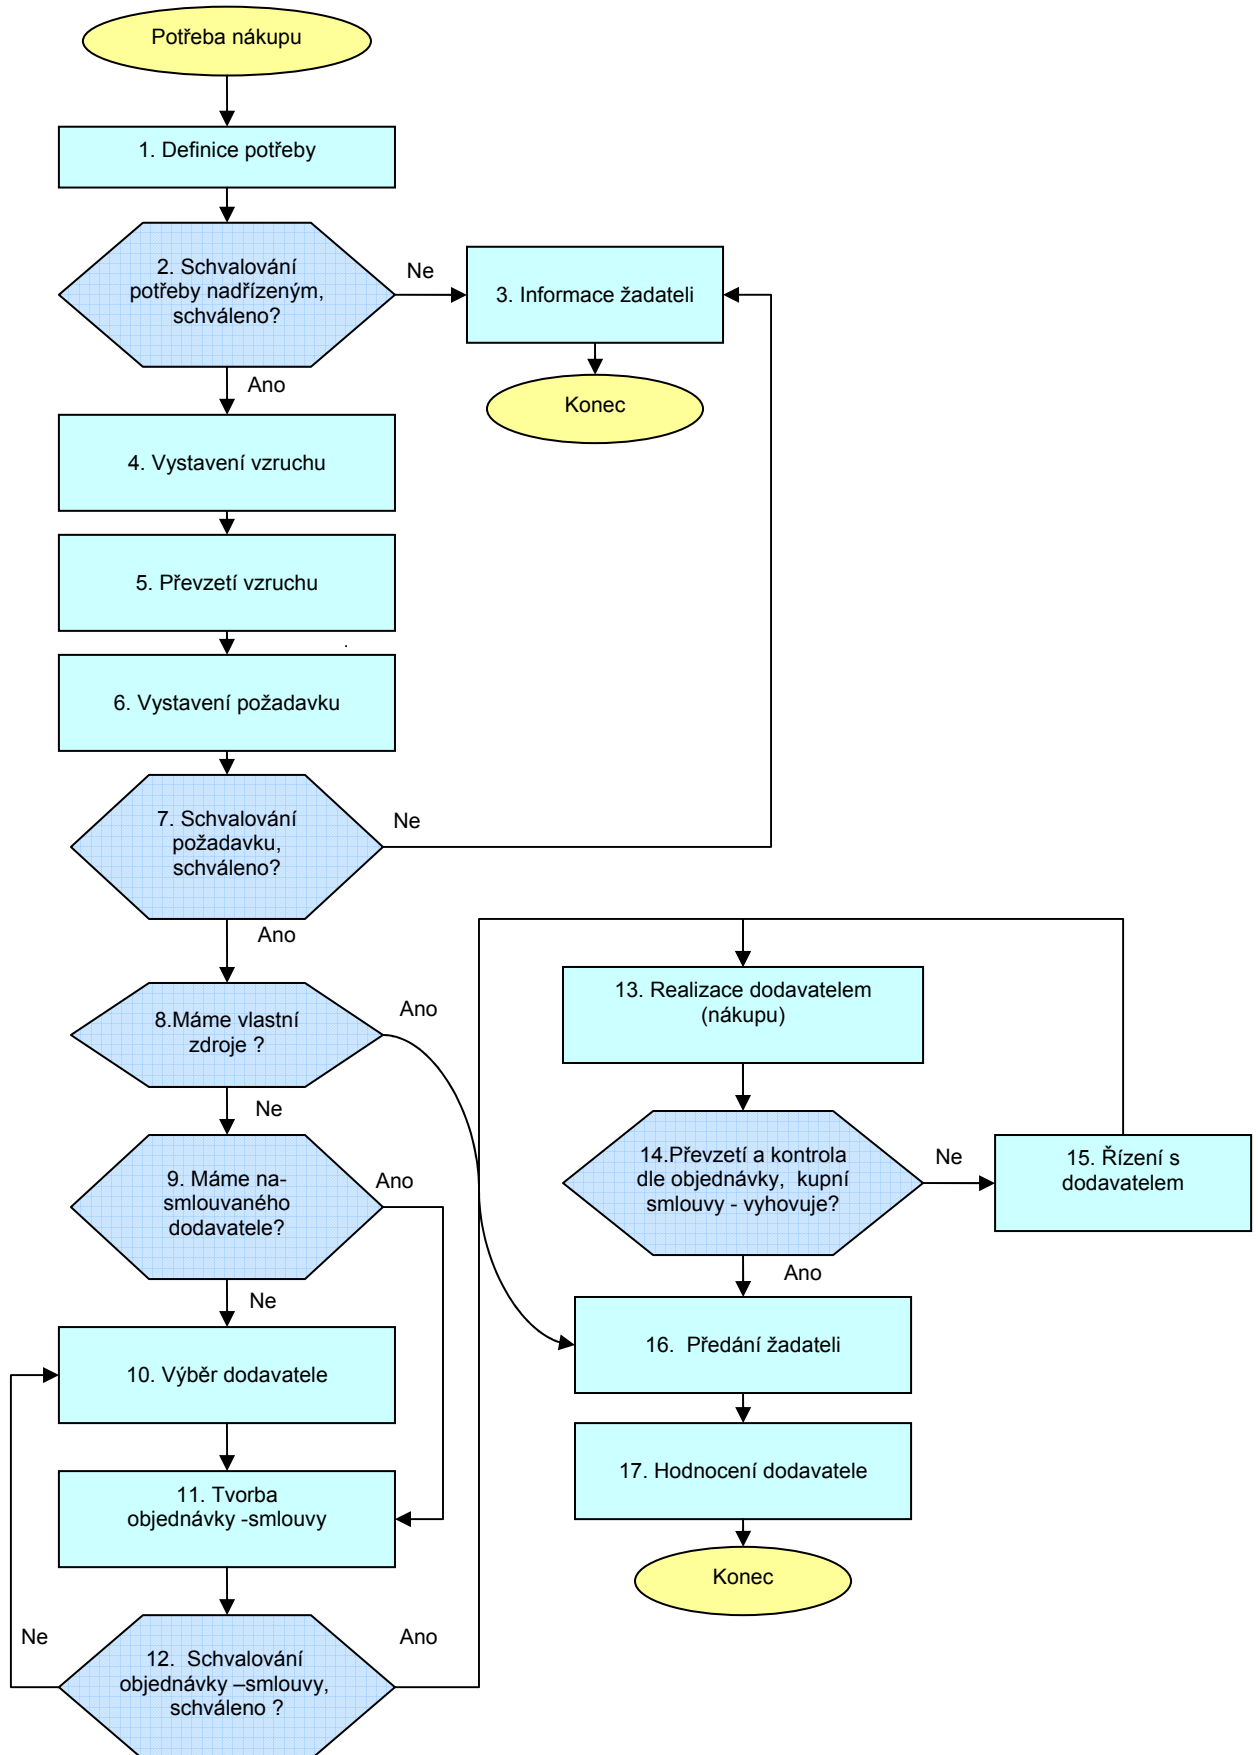 Potřeba nákupu
1. Definice potřeby
2. Schvalování
potřeby nadřízeným,
schváleno?
Ne
3. Informace žadateli
Konec
Ano
4. Vystavení vzruchu
5. Převzetí vzruchu
6. Vystavení požadavku
7. Schvalování
požadavku,
schváleno?
Ne
Ano
8.Máme vlastní
zdroje ?
Ano
Ne
9. Máme na-
smlouvaného
dodavatele?
Ano
Ne
10. Výběr dodavatele
11. Tvorba
objednávky -smlouvy
12. Schvalování
objednávky –smlouvy,
schváleno ?
Ne
Ano
13. Realizace dodavatelem
(nákupu)
14.Převzetí a kontrola
dle objednávky, kupní
smlouvy - vyhovuje?
Ne
15. Řízení s
dodavatelem
Ano
16. Předání žadateli
17. Hodnocení dodavatele
Konec